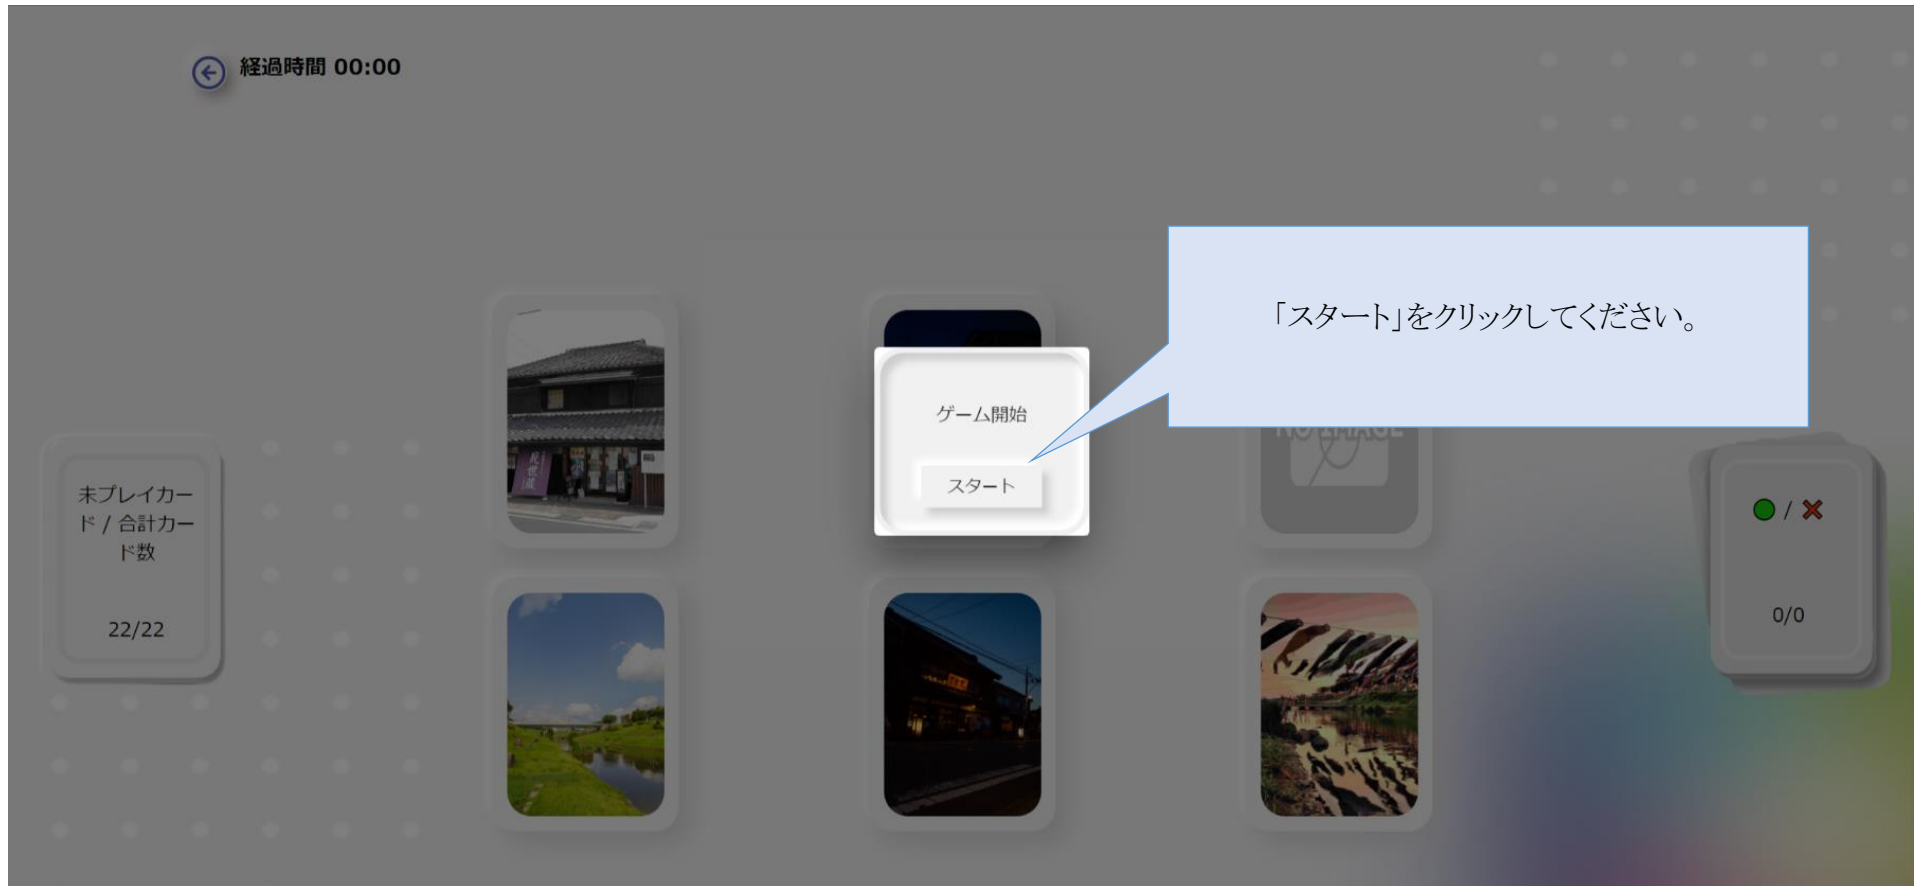 経過時間 00:00
「スタート」をクリックしてください。
ゲーム開始
スタート
NO IMAGE
未プレイカー
ド / 合計カー
ド数
22/22
/
0/0